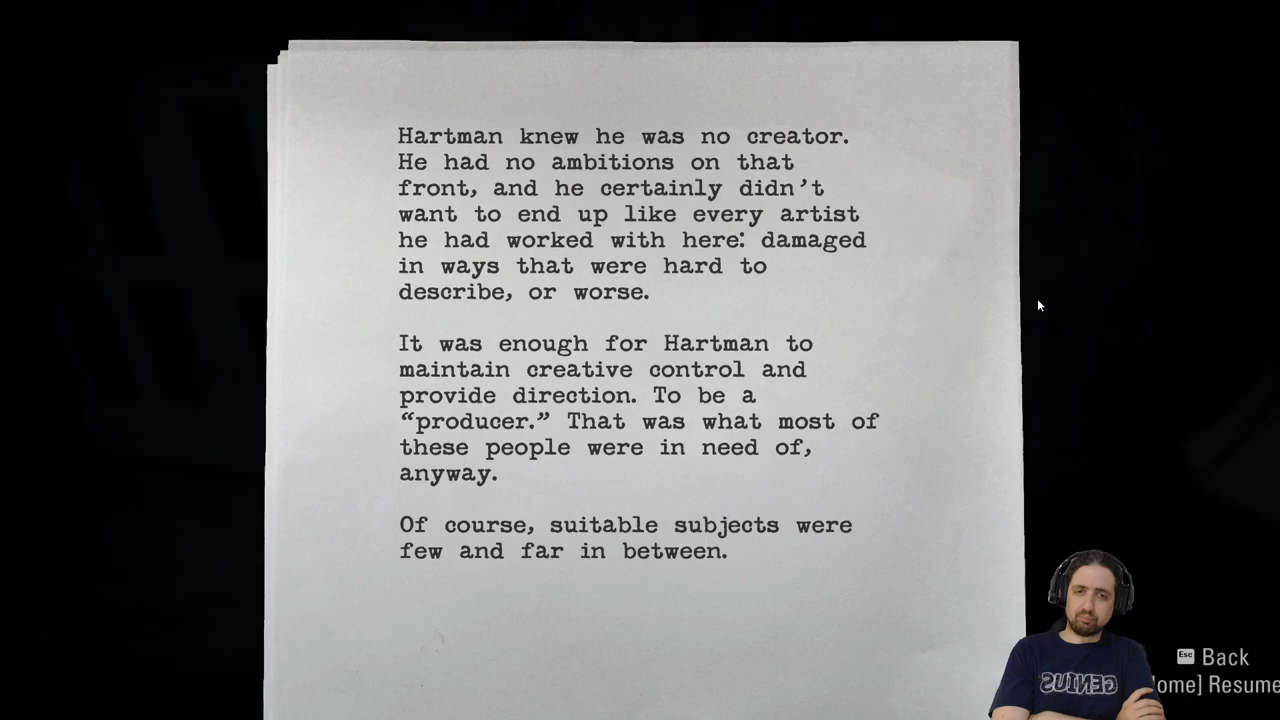 Hartman knew he was no creator.
He had no ambitions on that
front, and he certainly didn’t
want to end up like every artist
he had worked with here: damaged
in ways that were hard to
describe, or worse.
It was enough for Hartman to
maintain creative control and
provide direction. To be a
“producer.” That was what most of
these people were in need of,
anyway.
Of course, suitable subjects were
few and far in between.
GENIUS
Esc Back
ome] Resume